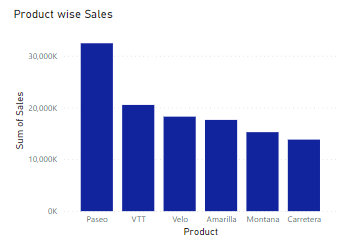 Product wise Sales
30,000K
20,000K
10,000K
0K
Sum of Sales
Paseo VTT Velo Amarilla Montana Carretera
Product